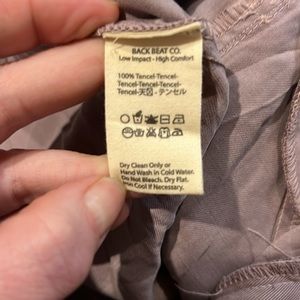 BACK BEAT CO.
Low Impact - High Comfort
100% Tencel-Tencel-
Tencel-Tencel-Tencel-
Tencel-天 - テンセル
Dry Clean Only or
Hand Wash in Cold Water.
Do Not Bleach. Dry Flat.
Iron Cool If Necessary.